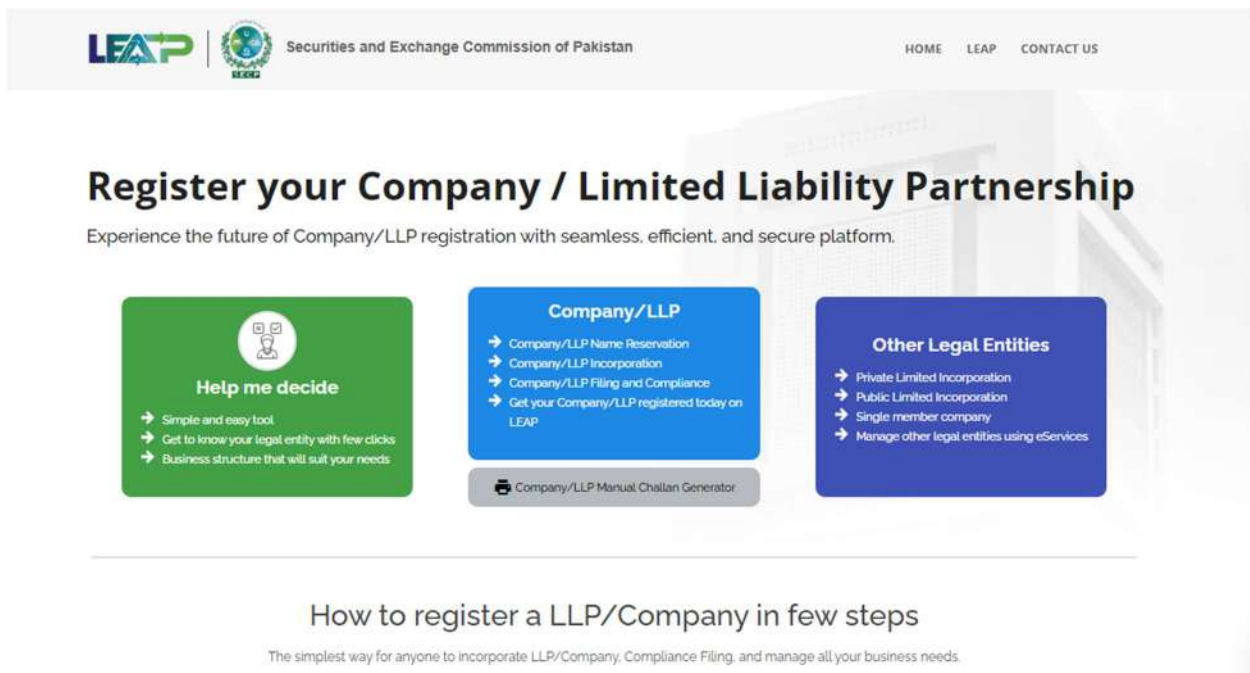 LEAP
SECP
Securities and Exchange Commission of Pakistan
HOME LEAP CONTACT US
Register your Company / Limited Liability Partnership
Experience the future of Company/LLP registration with seamless, efficient, and secure platform.
Help me decide
Simple and easy tool
Get to know your legal entity with few clicks
Business structure that will suit your needs
Company/LLP
Company/LLP Name Reservation
Company/LLP Incorporation
Company/LLP Filing and Compliance
Get your Company/LLP registered today on
LEAP
Company/LLP Manual Challan Generator
Other Legal Entities
Private Limited Incorporation
Public Limited Incorporation
Single member company
Manage other legal entities using eServices
How to register a LLP/Company in few steps
The simplest way for anyone to incorporate LLP/Company, Compliance Filing, and manage all your business needs.